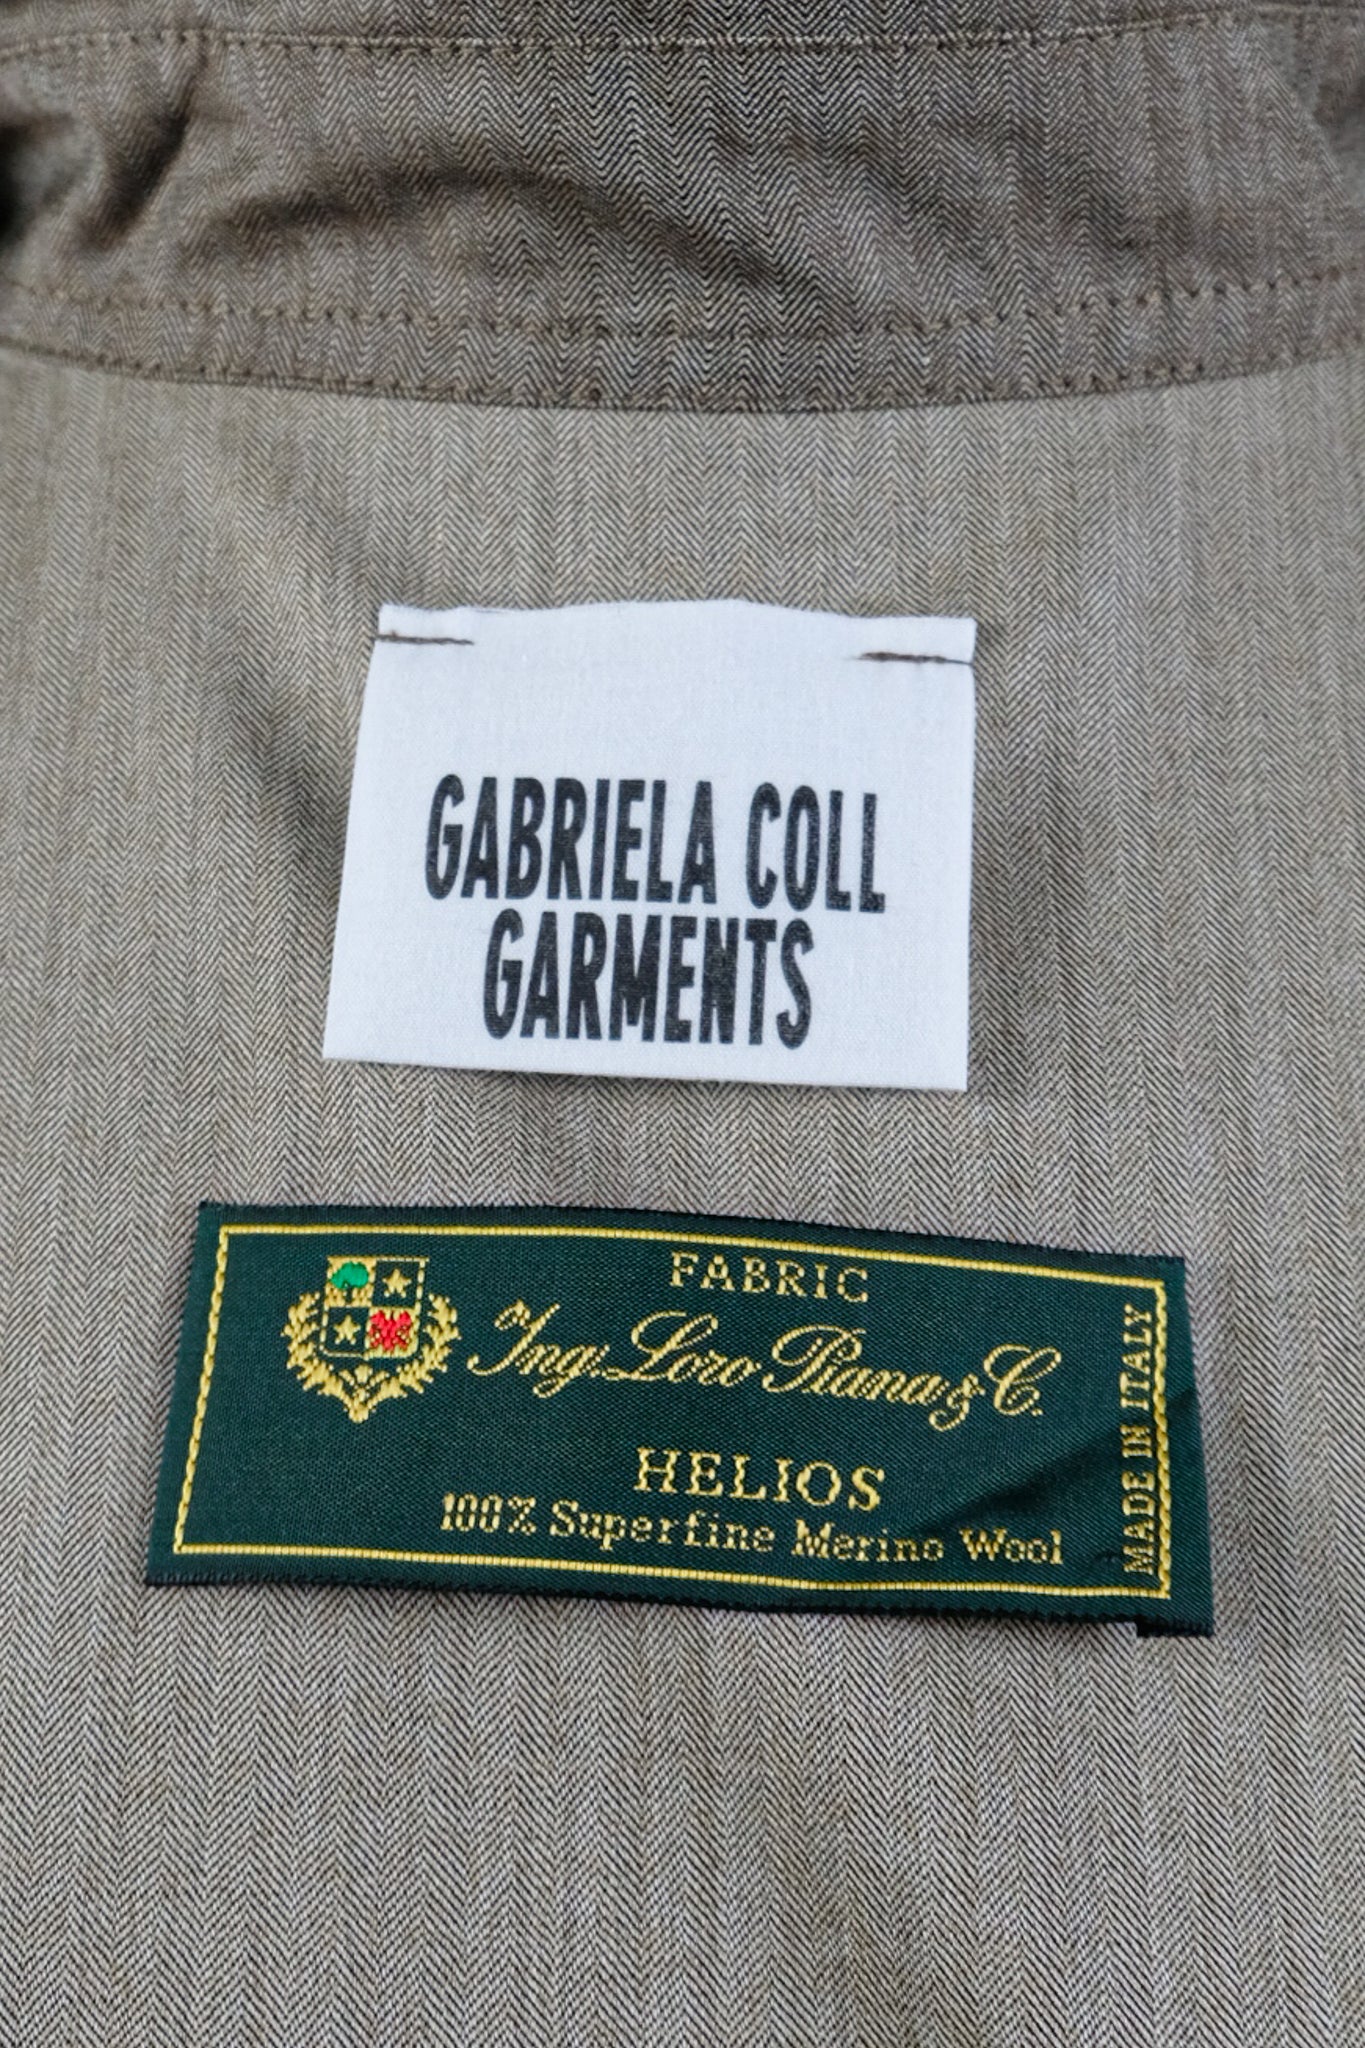 GABRIELA COLL
GARMENTS
FABRIC
Ing. Loro Piana & C.
HELIOS
100% Superfine Merino Wool
MADE IN ITALY